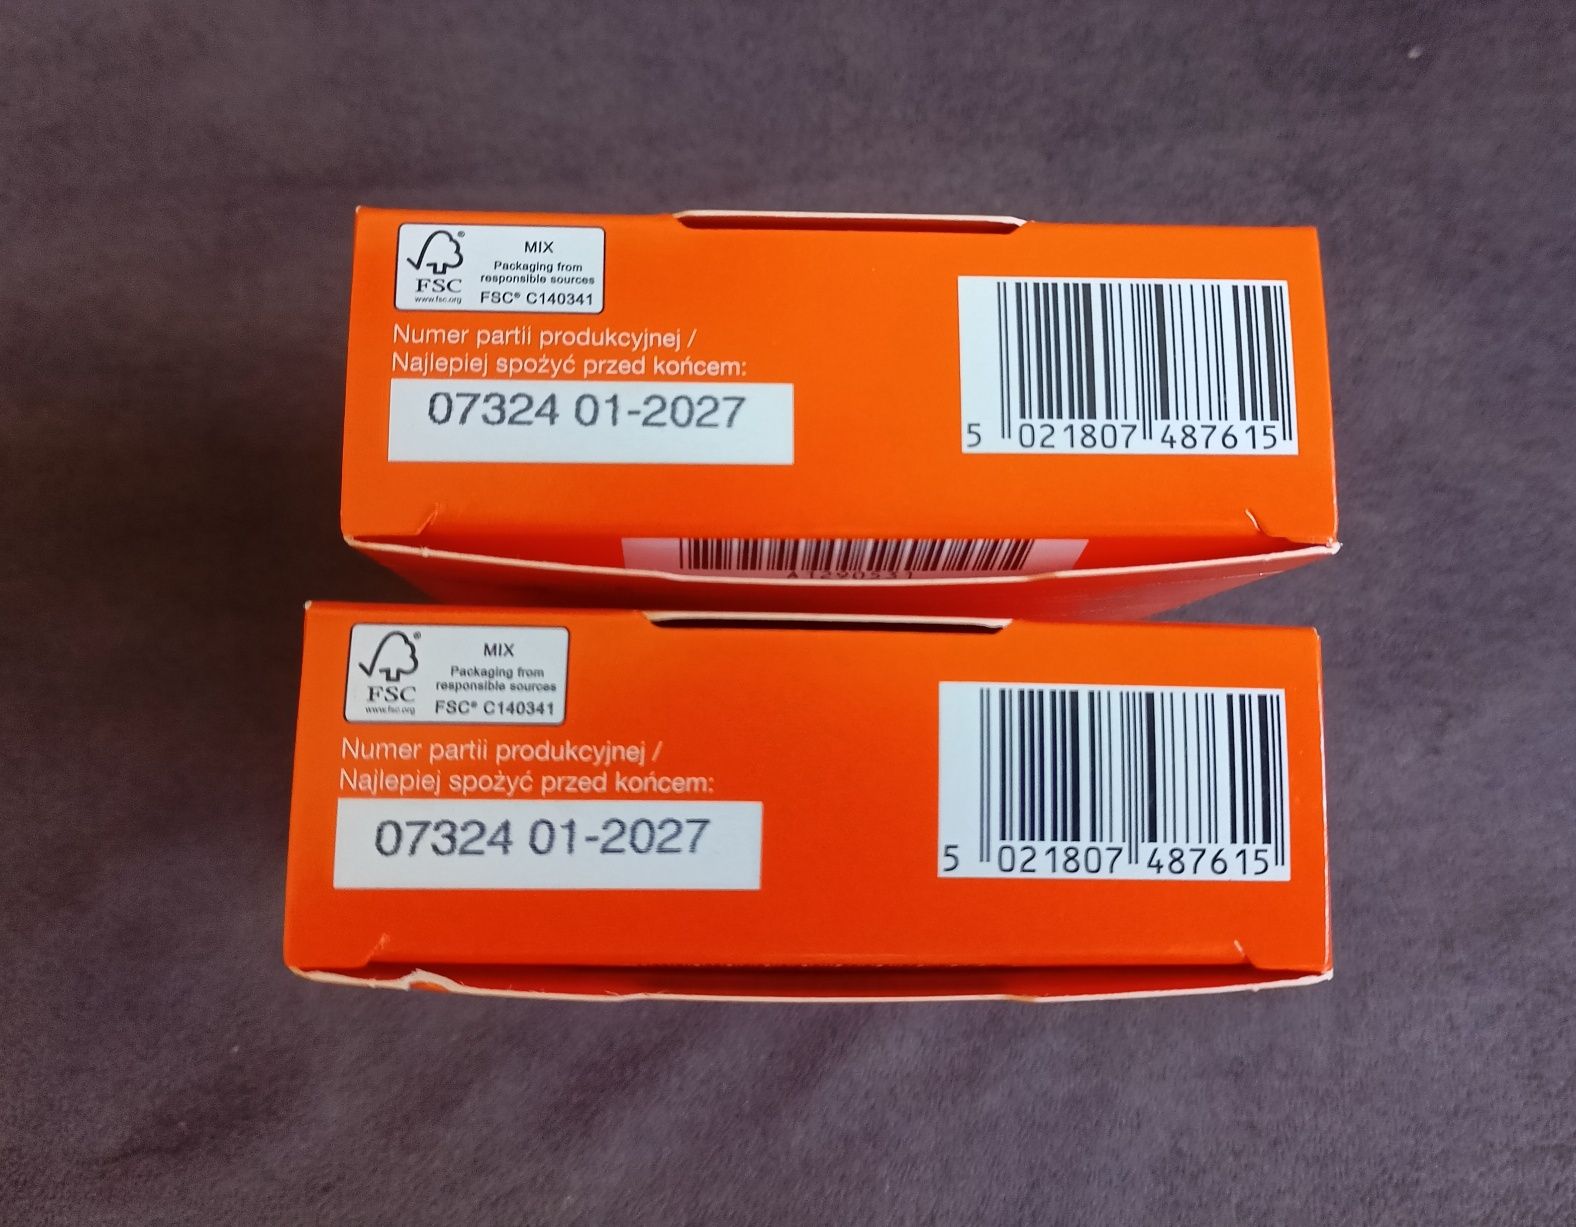 FSC®
www.fsc.org
MIX
Packaging from
responsible sources
FSC® C140341
Numer partii produkcyjnej /
Najlepiej spożyć przed końcem:
07324 01-2027
5 021807 487615
FSC®
www.fsc.org
MIX
Packaging from
responsible sources
FSC® C140341
Numer partii produkcyjnej /
Najlepiej spożyć przed końcem:
07324 01-2027
5 021807 487615